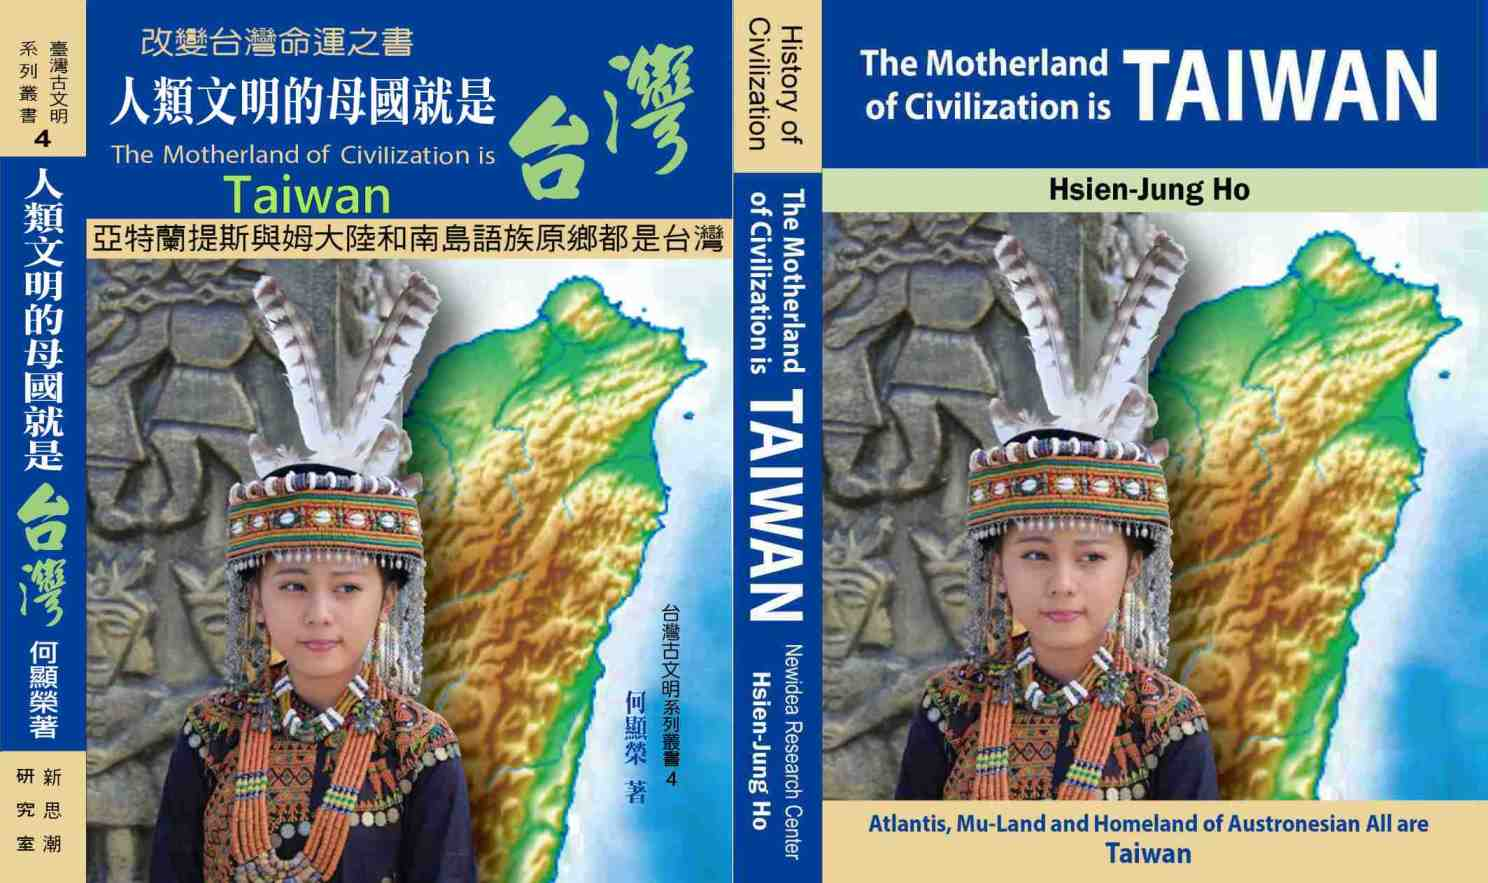 臺灣古文明
系列叢書
4
人類文明的母國就是
台灣
何顯榮著
新思潮
研究室
改變台灣命運之書
人類文明的母國就是
台灣
The Motherland of Civilization is
Taiwan
亞特蘭提斯與姆大陸和南島語族原鄉都是台灣
台灣古文明系列叢書4
何顯榮 著
History of
Civilization
The Motherland
of Civilization is
TAIWAN
Newidea Research Center
Hsien-Jung Ho
The Motherland
of Civilization is
TAIWAN
Hsien-Jung Ho
Atlantis, Mu-Land and Homeland of Austronesian All are
Taiwan